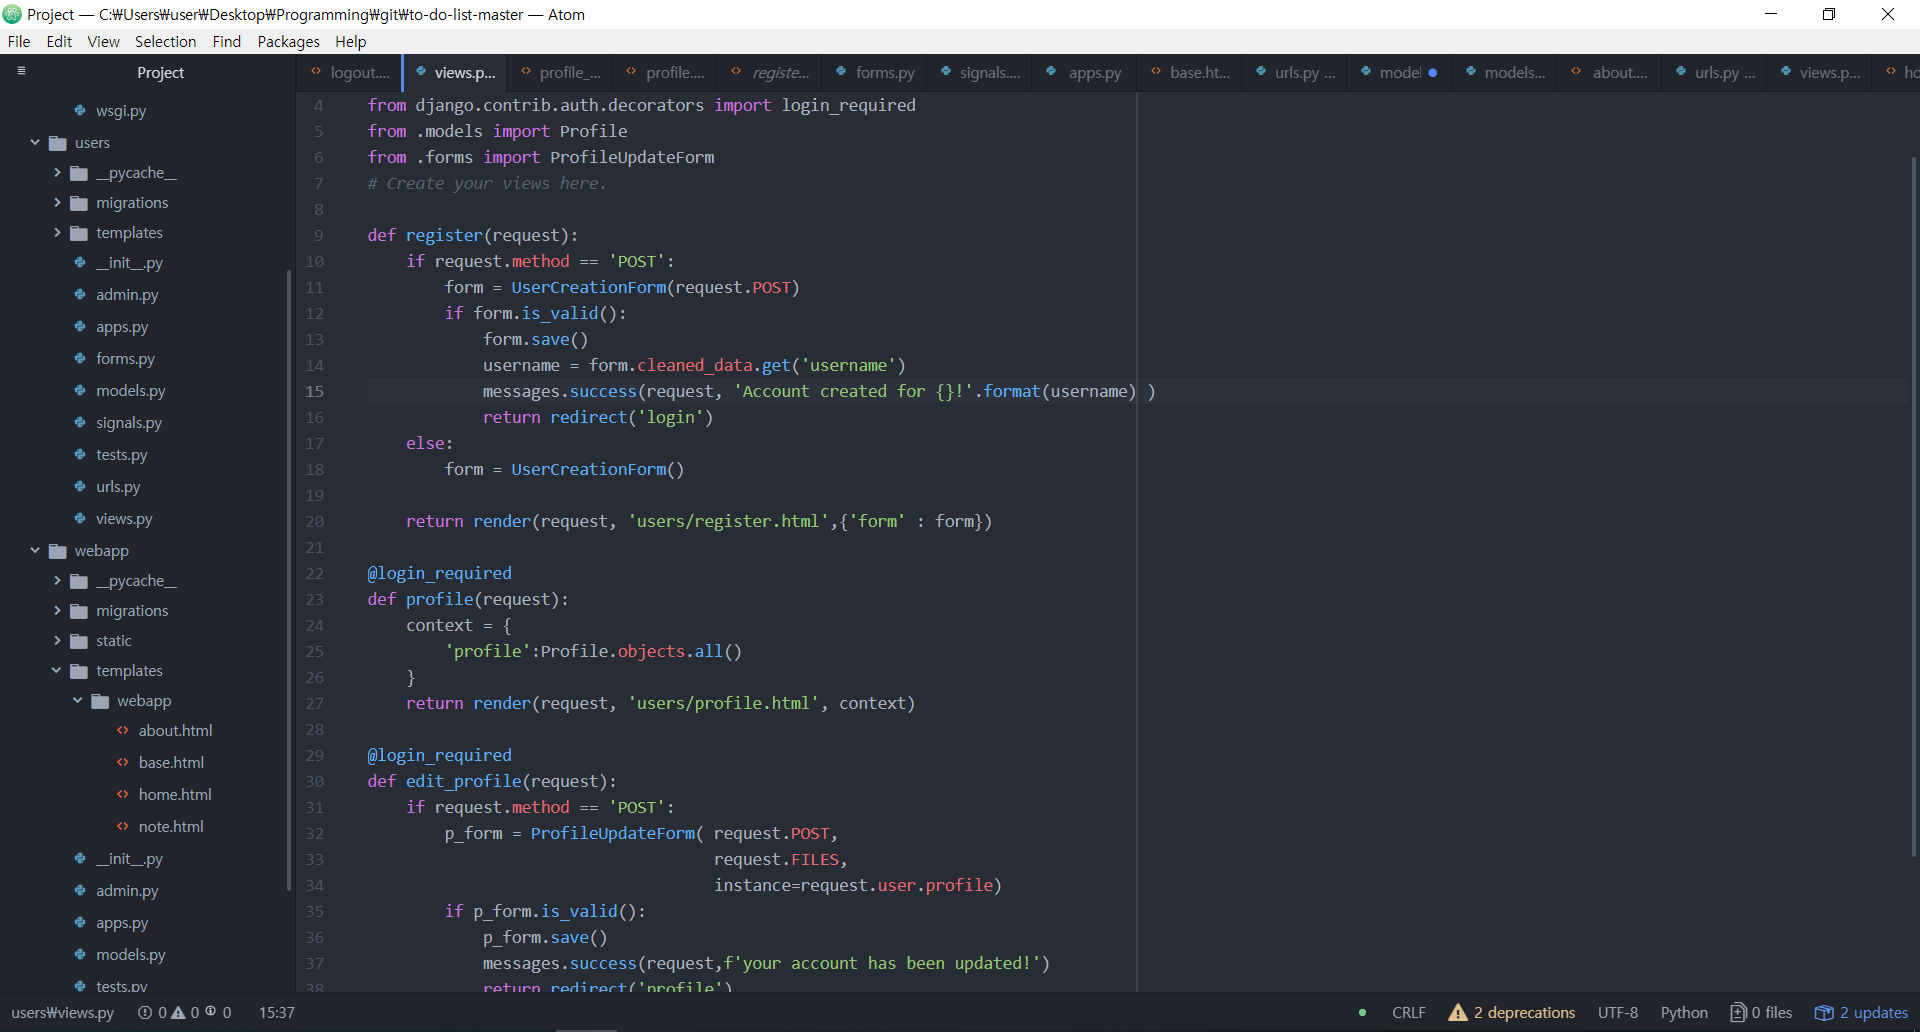 Project — C:₩Users₩user₩Desktop₩Programming₩git₩to-do-list-master — Atom
File Edit View Selection Find Packages Help
Project
logout.... views.p... profile_... profile.... registe... forms.py signals.... apps.py base.ht... urls.py ... model models... about.... urls.py ... views.p... ho
wsgi.py
users
__pycache__
migrations
templates
__init__.py
admin.py
apps.py
forms.py
models.py
signals.py
tests.py
urls.py
views.py
webapp
__pycache__
migrations
static
templates
webapp
about.html
base.html
home.html
note.html
__init__.py
admin.py
apps.py
models.py
tests.py
4 from django.contrib.auth.decorators import login_required
5 from .models import Profile
6 from .forms import ProfileUpdateForm
7 # Create your views here.
8
9 def register(request):
10     if request.method == 'POST':
11         form = UserCreationForm(request.POST)
12         if form.is_valid():
13             form.save()
14             username = form.cleaned_data.get('username')
15             messages.success(request, 'Account created for {}!'.format(username) )
16             return redirect('login')
17     else:
18         form = UserCreationForm()
19
20     return render(request, 'users/register.html',{'form' : form})
21
22 @login_required
23 def profile(request):
24     context = {
25         'profile':Profile.objects.all()
26     }
27     return render(request, 'users/profile.html', context)
28
29 @login_required
30 def edit_profile(request):
31     if request.method == 'POST':
32         p_form = ProfileUpdateForm( request.POST,
33                                     request.FILES,
34                                     instance=request.user.profile)
35         if p_form.is_valid():
36             p_form.save()
37             messages.success(request,f'your account has been updated!')
38             return redirect('profile')
users₩views.py 0 0 0 15:37 CRLF 2 deprecations UTF-8 Python 0 files 2 updates